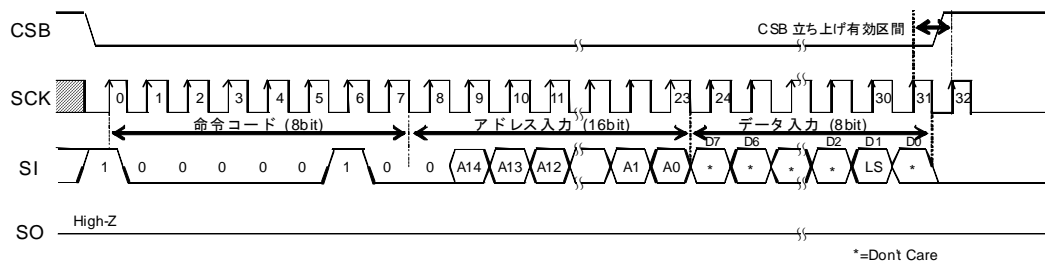 CSB
CSB 立ち上げ有効区間
SCK
0 1 2 3 4 5 6 7 8 9 10 11 23 24 30 31 32
命令コード (8bit)
アドレス入力 (16bit)
データ入力 (8bit)
D7 D6 D2 D1 D0
SI
1 0 0 0 0 0 1 0 0 A14 A13 A12 A1 A0 * * * * LS *
High-Z
SO
*=Don't Care